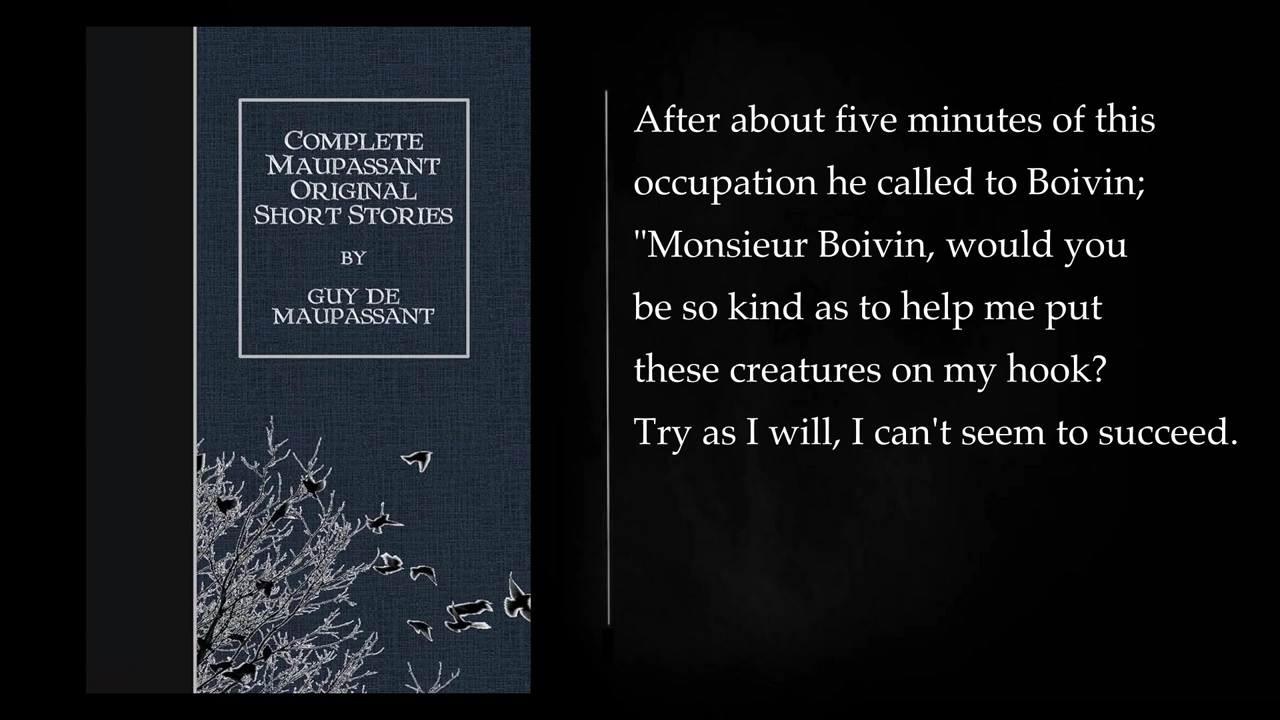 COMPLETE
MAUPASSANT
ORIGINAL
SHORT STORIES
BY
GUY DE
MAUPASSANT
After about five minutes of this
occupation he called to Boivin;
"Monsieur Boivin, would you
be so kind as to help me put
these creatures on my hook?
Try as I will, I can't seem to succeed.